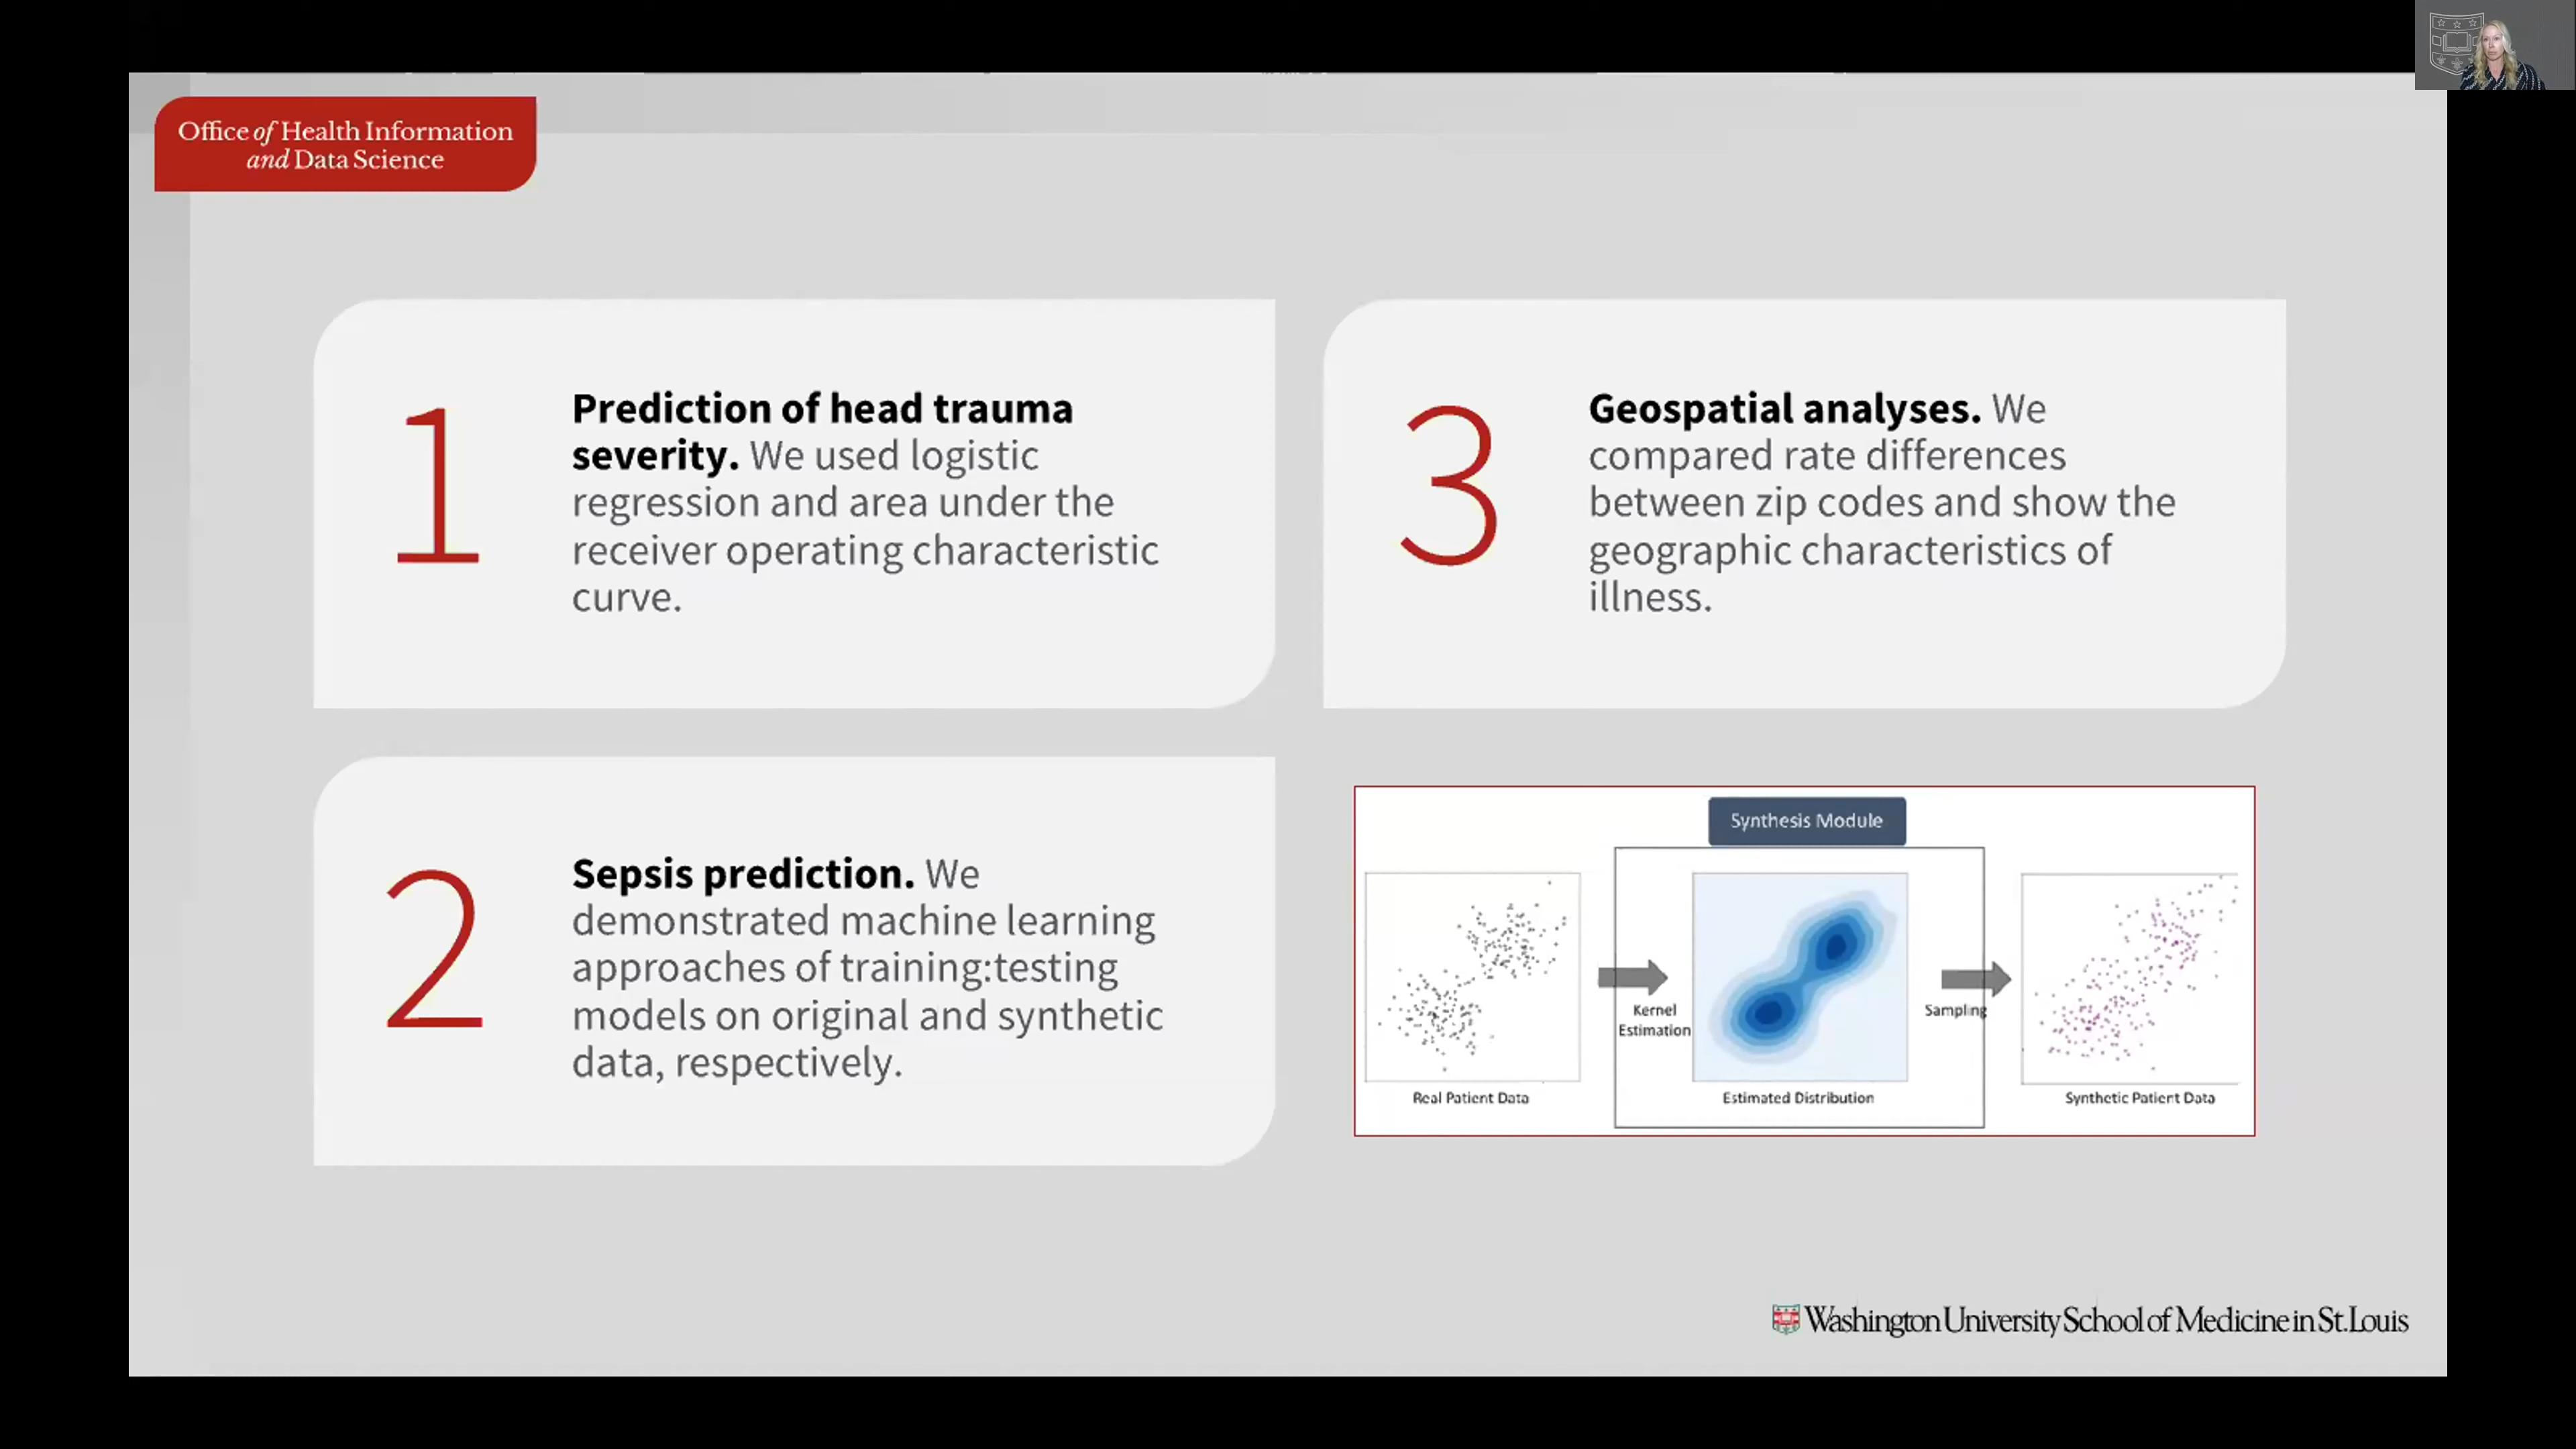 Office of Health Information
and Data Science
1
Prediction of head trauma
severity. We used logistic
regression and area under the
receiver operating characteristic
curve.
2
Sepsis prediction. We
demonstrated machine learning
approaches of training:testing
models on original and synthetic
data, respectively.
3
Geospatial analyses. We
compared rate differences
between zip codes and show the
geographic characteristics of
illness.
Synthesis Module
Kernel
Estimation
Sampling
Real Patient Data
Estimated Distribution
Synthetic Patient Data
Washington University School of Medicine in St. Louis